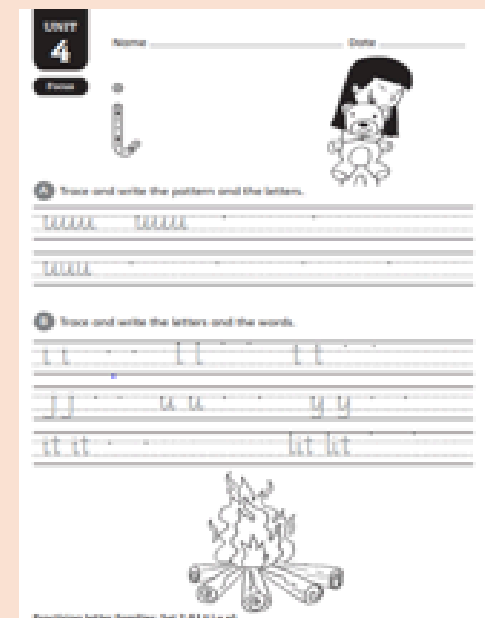 UNIT
4
Name Date
Focus
i
A Trace and write the pattern and the letters.
B Trace and write the letters and the words.
i i l l t t
j j u u y y
it it lit lit